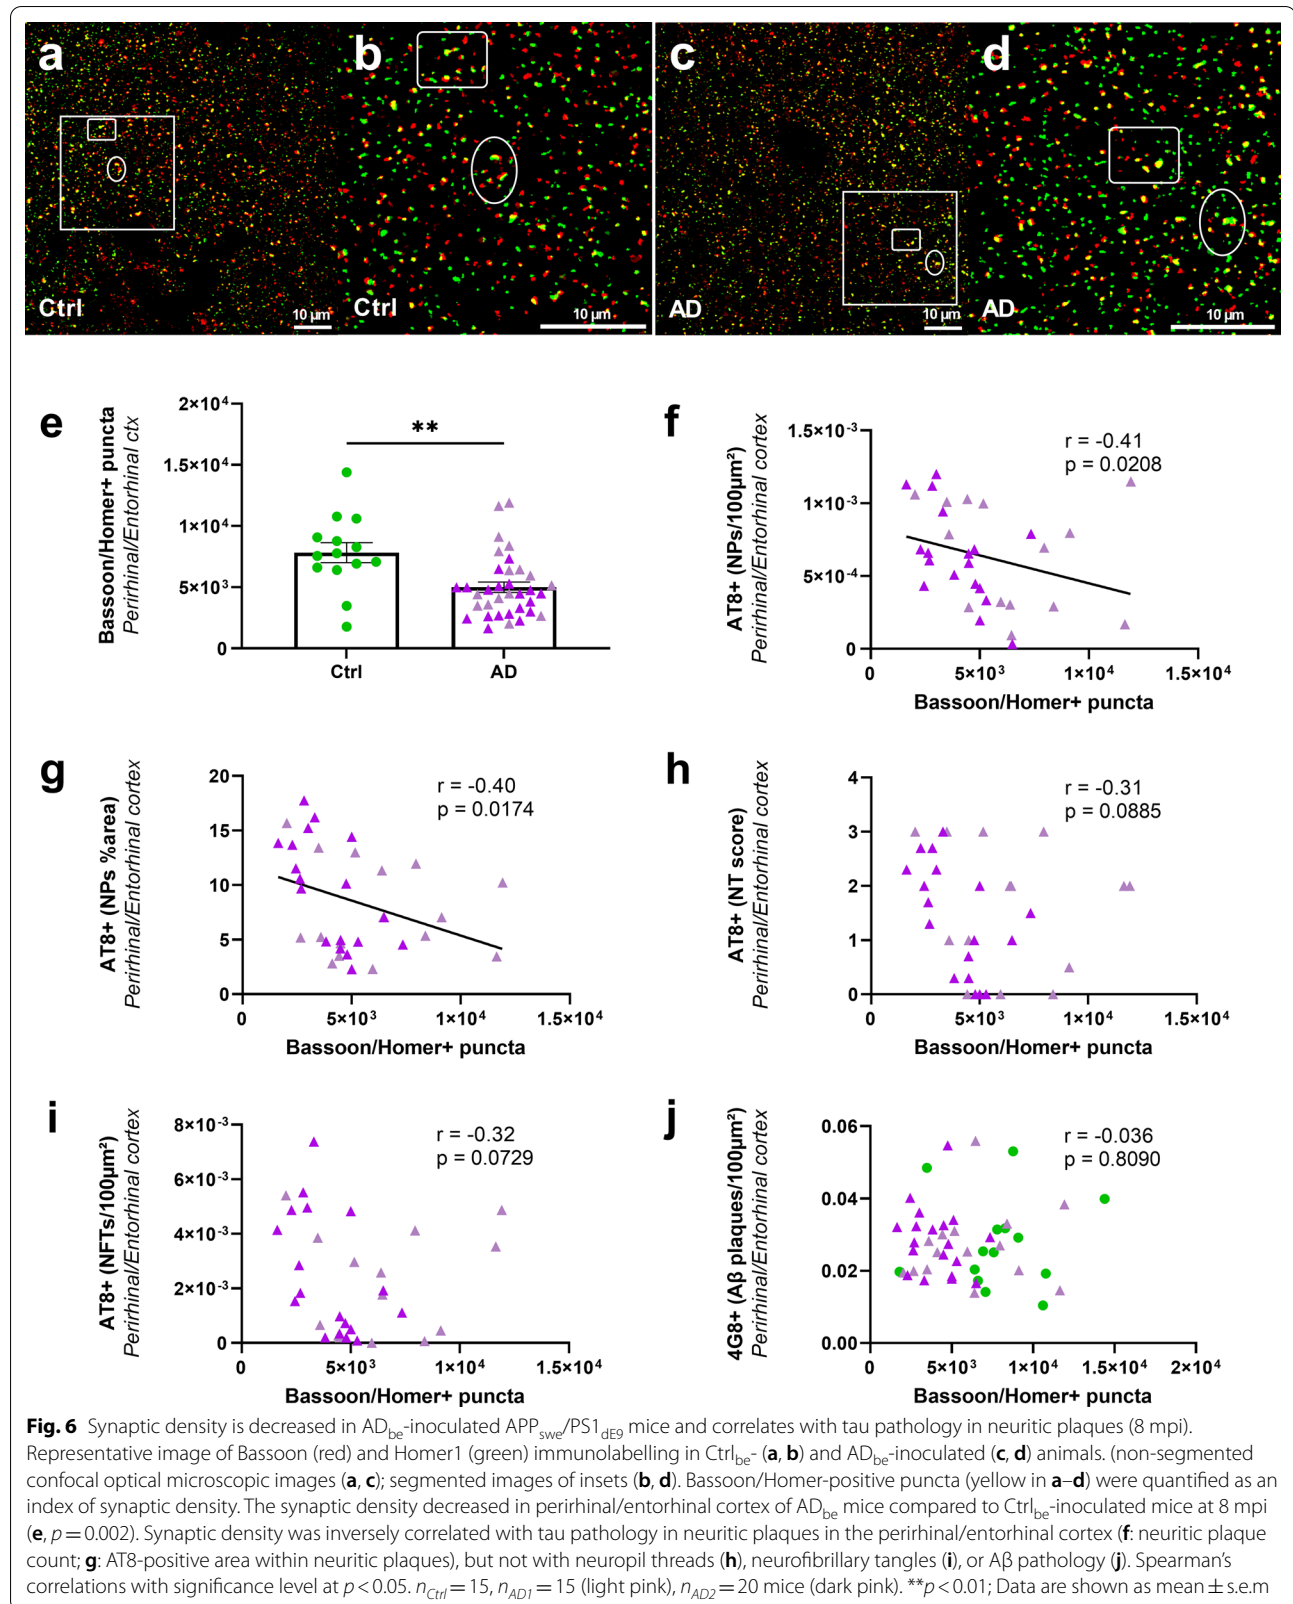 a
b
c
d
Ctrl
10 µm
Ctrl
10 µm
AD
10 µm
AD
10 µm
e
Bassoon/Homer+ puncta
Perirhinal/Entorhinal ctx
2×10⁴
1.5×10⁴
1×10⁴
5×10³
0
**
Ctrl
AD
f
AT8+ (NPs/100µm²)
Perirhinal/Entorhinal cortex
1.5×10⁻³
1×10⁻³
5×10⁻⁴
0
r = -0.41
p = 0.0208
0
5×10³
1×10⁴
1.5×10⁴
Bassoon/Homer+ puncta
g
AT8+ (NPs %area)
Perirhinal/Entorhinal cortex
20
15
10
5
0
r = -0.40
p = 0.0174
0
5×10³
1×10⁴
1.5×10⁴
Bassoon/Homer+ puncta
h
AT8+ (NT score)
Perirhinal/Entorhinal cortex
4
3
2
1
0
r = -0.31
p = 0.0885
0
5×10³
1×10⁴
1.5×10⁴
Bassoon/Homer+ puncta
i
AT8+ (NFTs/100µm²)
Perirhinal/Entorhinal cortex
8×10⁻³
6×10⁻³
4×10⁻³
2×10⁻³
0
r = -0.32
p = 0.0729
0
5×10³
1×10⁴
1.5×10⁴
Bassoon/Homer+ puncta
j
4G8+ (Aβ plaques/100µm²)
Perirhinal/Entorhinal cortex
0.06
0.04
0.02
0.00
r = -0.036
p = 0.8090
0
5×10³
1×10⁴
1.5×10⁴
2×10⁴
Bassoon/Homer+ puncta
Fig. 6 Synaptic density is decreased in ADbe-inoculated APPswe/PS1dE9 mice and correlates with tau pathology in neuritic plaques (8 mpi).
Representative image of Bassoon (red) and Homer1 (green) immunolabelling in Ctrlbe- (a, b) and ADbe-inoculated (c, d) animals. (non-segmented
confocal optical microscopic images (a, c); segmented images of insets (b, d). Bassoon/Homer-positive puncta (yellow in a–d) were quantified as an
index of synaptic density. The synaptic density decreased in perirhinal/entorhinal cortex of ADbe mice compared to Ctrlbe-inoculated mice at 8 mpi
(e, p = 0.002). Synaptic density was inversely correlated with tau pathology in neuritic plaques in the perirhinal/entorhinal cortex (f: neuritic plaque
count; g: AT8-positive area within neuritic plaques), but not with neuropil threads (h), neurofibrillary tangles (i), or Aβ pathology (j). Spearman's
correlations with significance level at p < 0.05. nCtrl = 15, nAD1 = 15 (light pink), nAD2 = 20 mice (dark pink). **p < 0.01; Data are shown as mean ± s.e.m